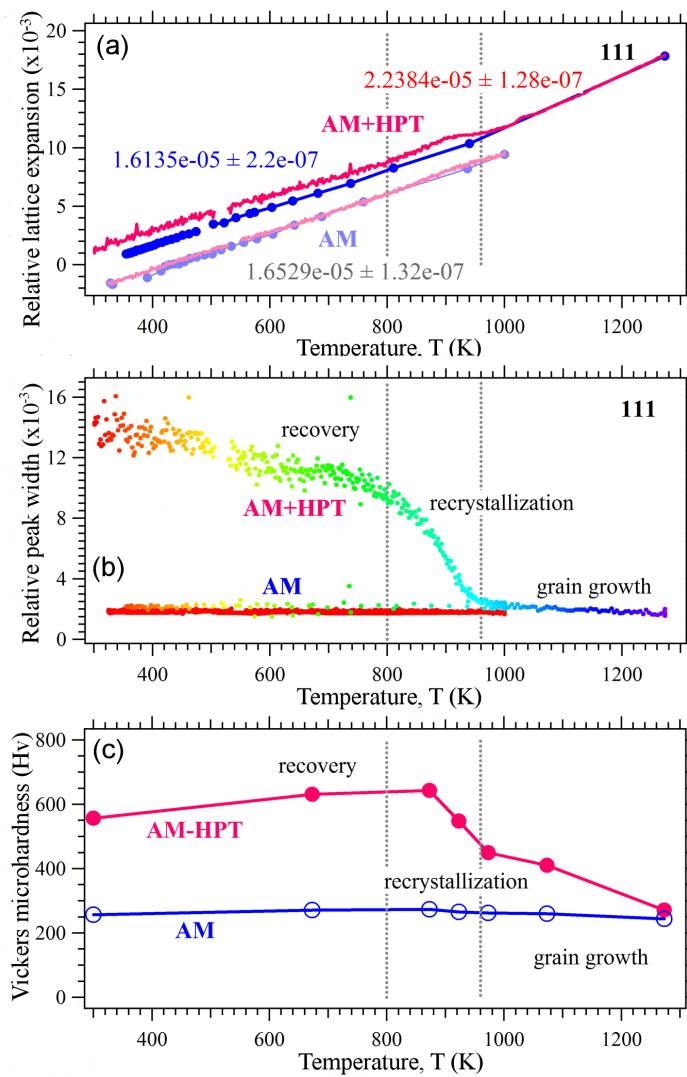 (a)
111
20
15
10
5
0
Relative lattice expansion (x10-3)
2.2384e-05 ± 1.28e-07
AM+HPT
1.6135e-05 ± 2.2e-07
AM
1.6529e-05 ± 1.32e-07
400 600 800 1000 1200
Temperature, T (K)
16
12
8
4
0
Relative peak width (x10-3)
111
recovery
AM+HPT
recrystallization
(b)
AM
grain growth
400 600 800 1000 1200
Temperature, T (K)
800
600
400
200
0
Vickers microhardness (Hv)
(c)
recovery
AM-HPT
recrystallization
AM
grain growth
400 600 800 1000 1200
Temperature, T (K)